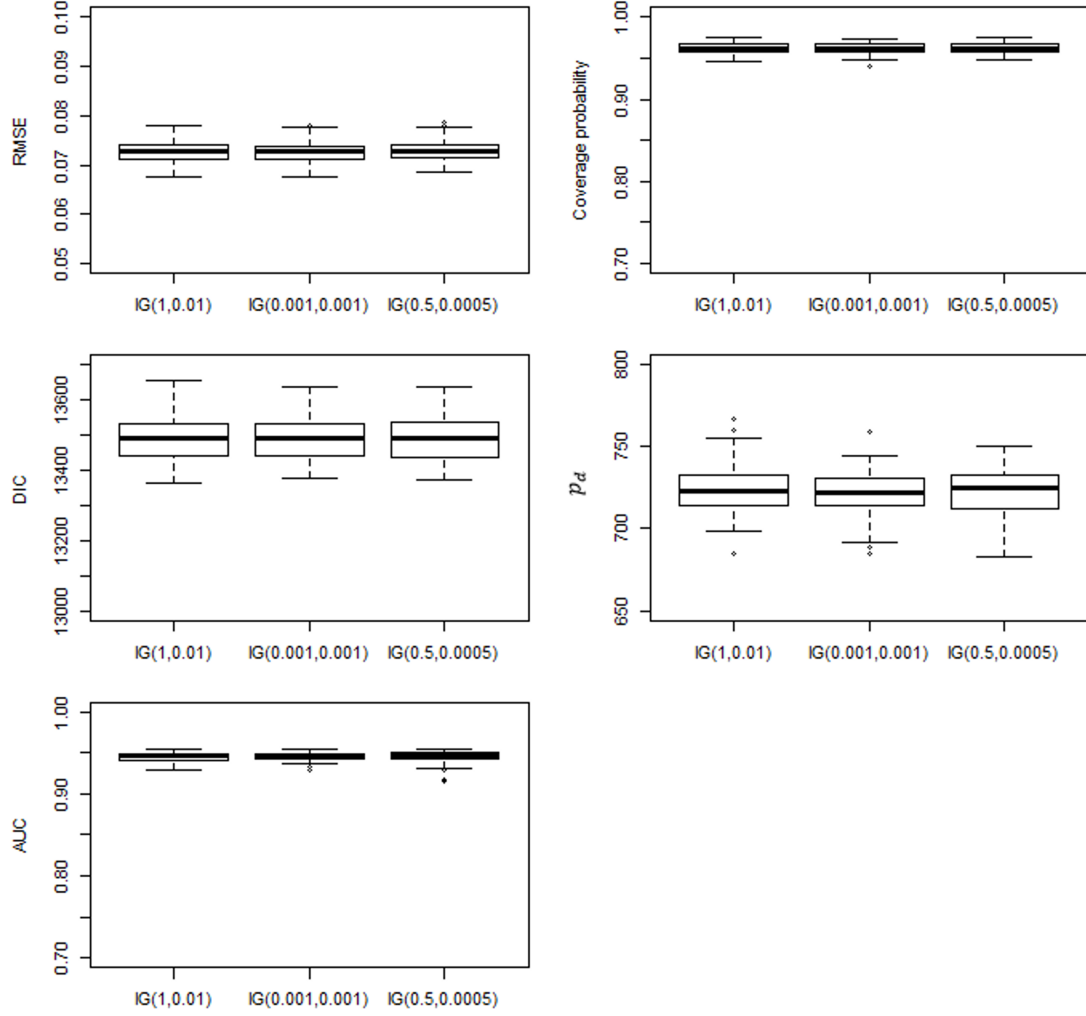 RMSE
0.10
0.09
0.08
0.07
0.06
0.05
IG(1,0.01) IG(0.001,0.001) IG(0.5,0.0005)
Coverage probability
1.00
0.90
0.80
0.70
IG(1,0.01) IG(0.001,0.001) IG(0.5,0.0005)
DIC
13600
13400
13200
13000
IG(1,0.01) IG(0.001,0.001) IG(0.5,0.0005)
p_d
800
750
700
650
IG(1,0.01) IG(0.001,0.001) IG(0.5,0.0005)
AUC
1.00
0.90
0.80
0.70
IG(1,0.01) IG(0.001,0.001) IG(0.5,0.0005)